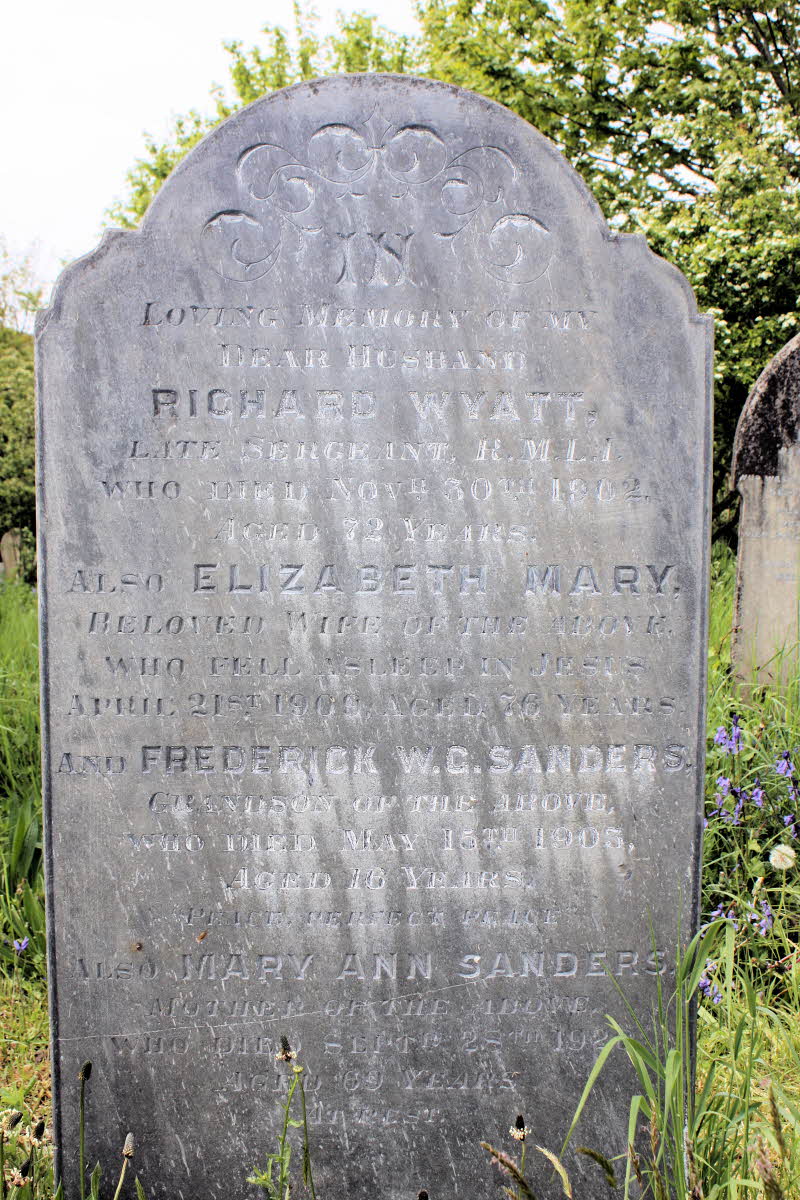 IN
LOVING MEMORY OF MY
DEAR HUSBAND
RICHARD WYATT,
LATE SERGEANT, R.M.L.I.
WHO DIED NOVR 30TH 1902,
AGED 72 YEARS.
ALSO ELIZABETH MARY,
BELOVED WIFE OF THE ABOVE,
WHO FELL ASLEEP IN JESUS
APRIL 21ST 1909, AGED 76 YEARS.
AND FREDERICK W.G. SANDERS,
GRANDSON OF THE ABOVE,
WHO DIED MAY 15TH 1905,
AGED 16 YEARS.
"PEACE, PERFECT PEACE"
ALSO MARY ANN SANDERS,
MOTHER OF THE ABOVE,
WHO DIED SEPTR 28TH
AGED 69 YEARS
AT REST.